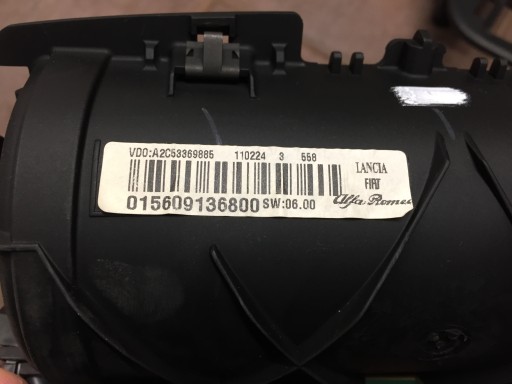 VDO:A2C53369885 110224 3 558
LANCIA
FIAT
015609136800 SW:06.00
Alfa Romeo